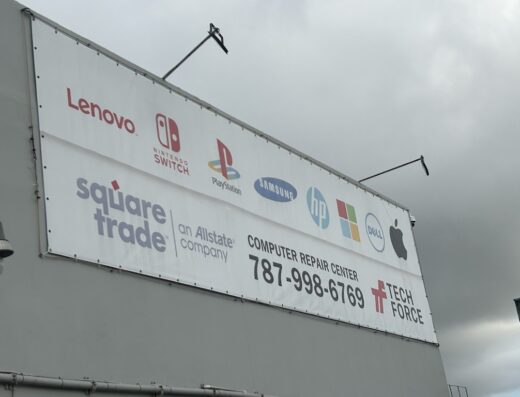 Lenovo
NINTENDO
SWITCH
PlayStation
SAMSUNG
hp
DELL
square
trade
an Allstate®
company
COMPUTER REPAIR CENTER
787-998-6769
TECH
FORCE